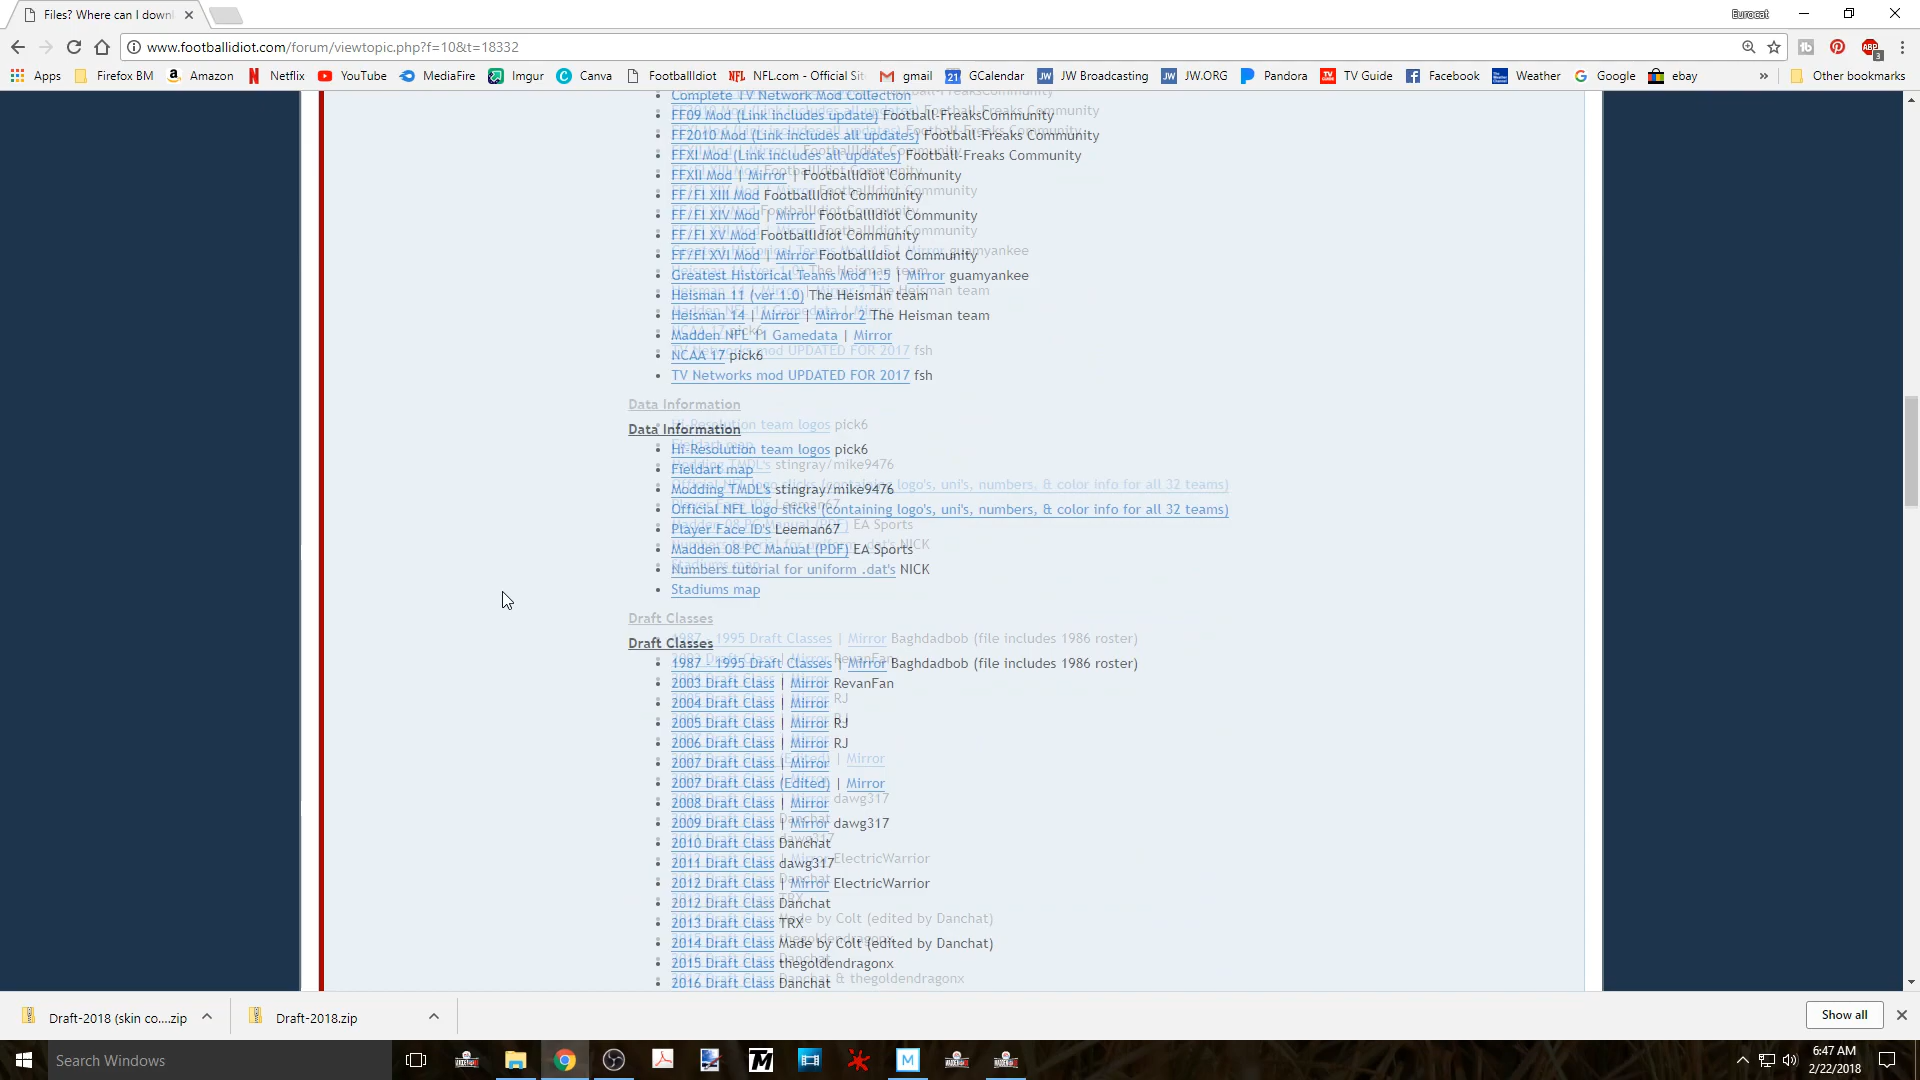 Files? Where can I down
Eurocat
www.footballidiot.com/forum/viewtopic.php?f=10&t=18332
Apps Firefox BM Amazon Netflix YouTube MediaFire Imgur Canva FootballIdiot NFL.com - Official Sit gmail GCalendar JW Broadcasting JW.ORG Pandora TV Guide Facebook Weather Google ebay » Other bookmarks
Complete TV Network Mod Collection
FF09 Mod (Link includes update) Football-FreaksCommunity
FF2010 Mod (Link includes all updates) Football-Freaks Community
FFXI Mod (Link includes all updates) Football-Freaks Community
FFXII Mod | Mirror | FootballIdiot Community
FF/FI XIII Mod FootballIdiot Community
FF/FI XIV Mod | Mirror FootballIdiot Community
FF/FI XV Mod FootballIdiot Community
FF/FI XVI Mod | Mirror FootballIdiot Community
Greatest Historical Teams Mod 1.5 | Mirror guamyankee
Heisman 11 (ver 1.0) The Heisman team
Heisman 14 | Mirror | Mirror 2 The Heisman team
Madden NFL 11 Gamedata | Mirror
NCAA 17 pick6
TV Networks mod UPDATED FOR 2017 fsh
Data Information
Hi-Resolution team logos pick6
Fieldart map
Modding TMDL's stingray/mike9476
Official NFL logo slicks (containing logo's, uni's, numbers, & color info for all 32 teams)
Player Face ID's Leeman67
Madden 08 PC Manual (PDF) EA Sports
Numbers tutorial for uniform .dat's NICK
Stadiums map
Draft Classes
1987 - 1995 Draft Classes | Mirror Baghdadbob (file includes 1986 roster)
2003 Draft Class | Mirror RevanFan
2004 Draft Class | Mirror
2005 Draft Class | Mirror RJ
2006 Draft Class | Mirror RJ
2007 Draft Class | Mirror
2007 Draft Class (Edited) | Mirror
2008 Draft Class | Mirror
2009 Draft Class | Mirror dawg317
2010 Draft Class Danchat
2011 Draft Class dawg317
2012 Draft Class | Mirror ElectricWarrior
2012 Draft Class Danchat
2013 Draft Class TRX
2014 Draft Class Made by Colt (edited by Danchat)
2015 Draft Class thegoldendragonx
2016 Draft Class Danchat
Draft-2018 (skin co....zip
Draft-2018.zip
Show all
Search Windows
6:47 AM
2/22/2018